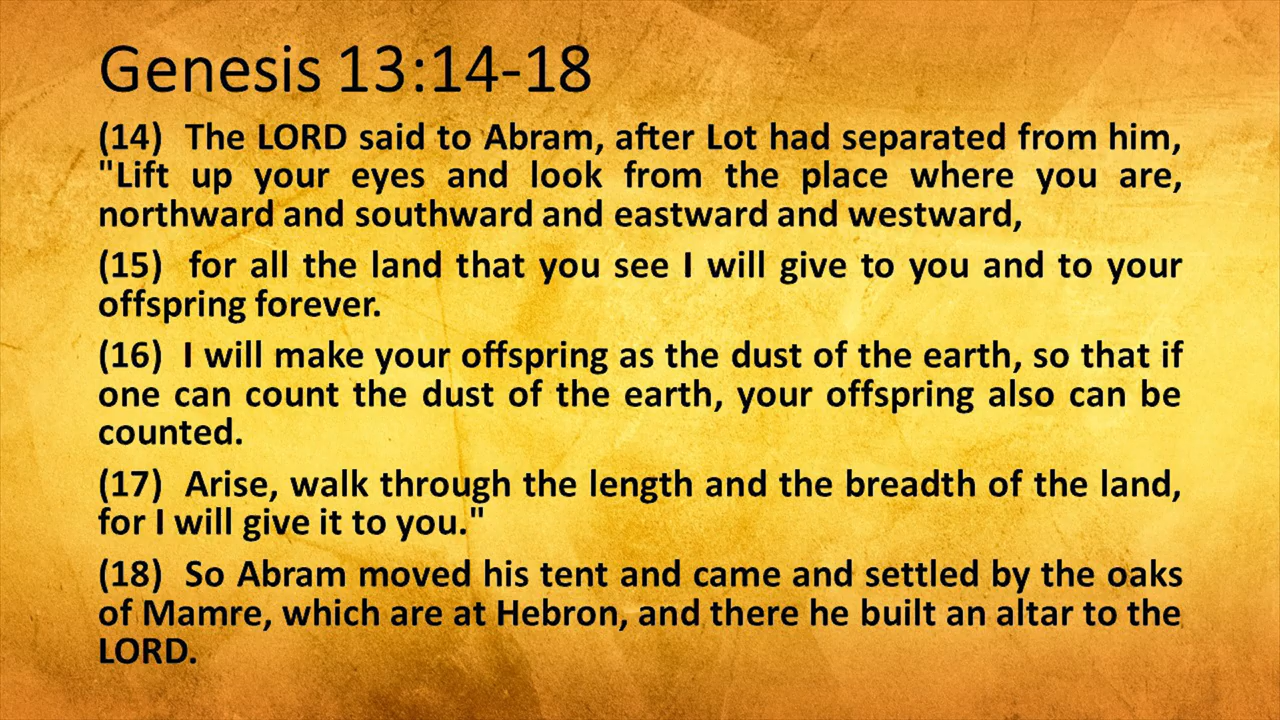 Genesis 13:14-18
(14) The LORD said to Abram, after Lot had separated from him,
"Lift up your eyes and look from the place where you are,
northward and southward and eastward and westward,
(15) for all the land that you see I will give to you and to your
offspring forever.
(16) I will make your offspring as the dust of the earth, so that if
one can count the dust of the earth, your offspring also can be
counted.
(17) Arise, walk through the length and the breadth of the land,
for I will give it to you."
(18) So Abram moved his tent and came and settled by the oaks
of Mamre, which are at Hebron, and there he built an altar to the
LORD.